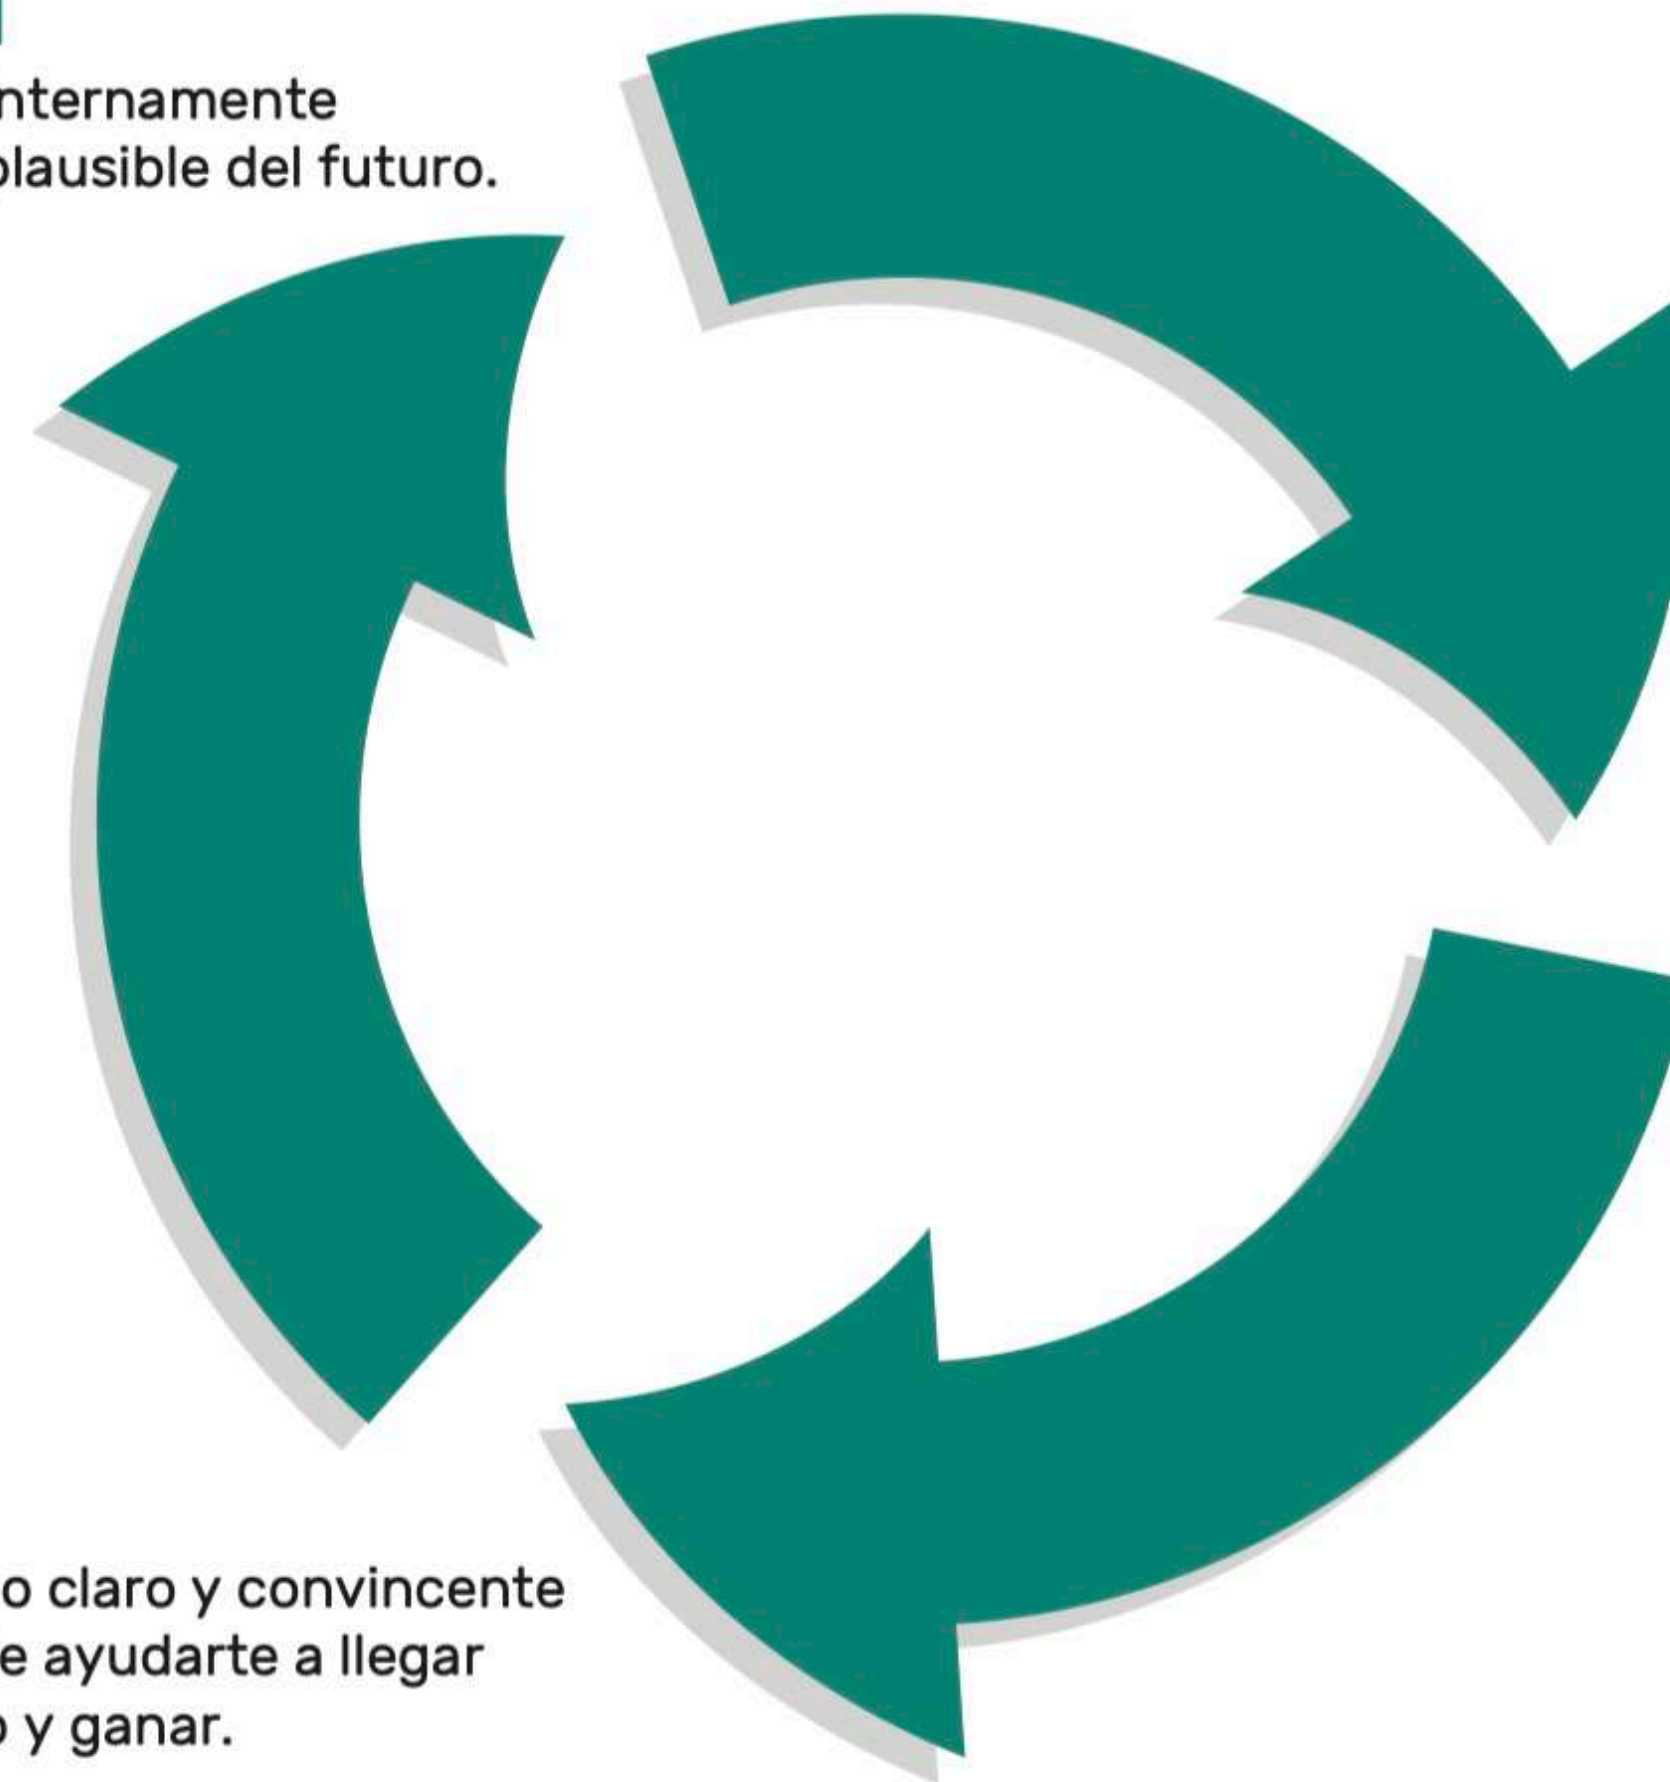 nternamente
plausible del futuro.
o claro y convincente
e ayudarte a llegar
y ganar.